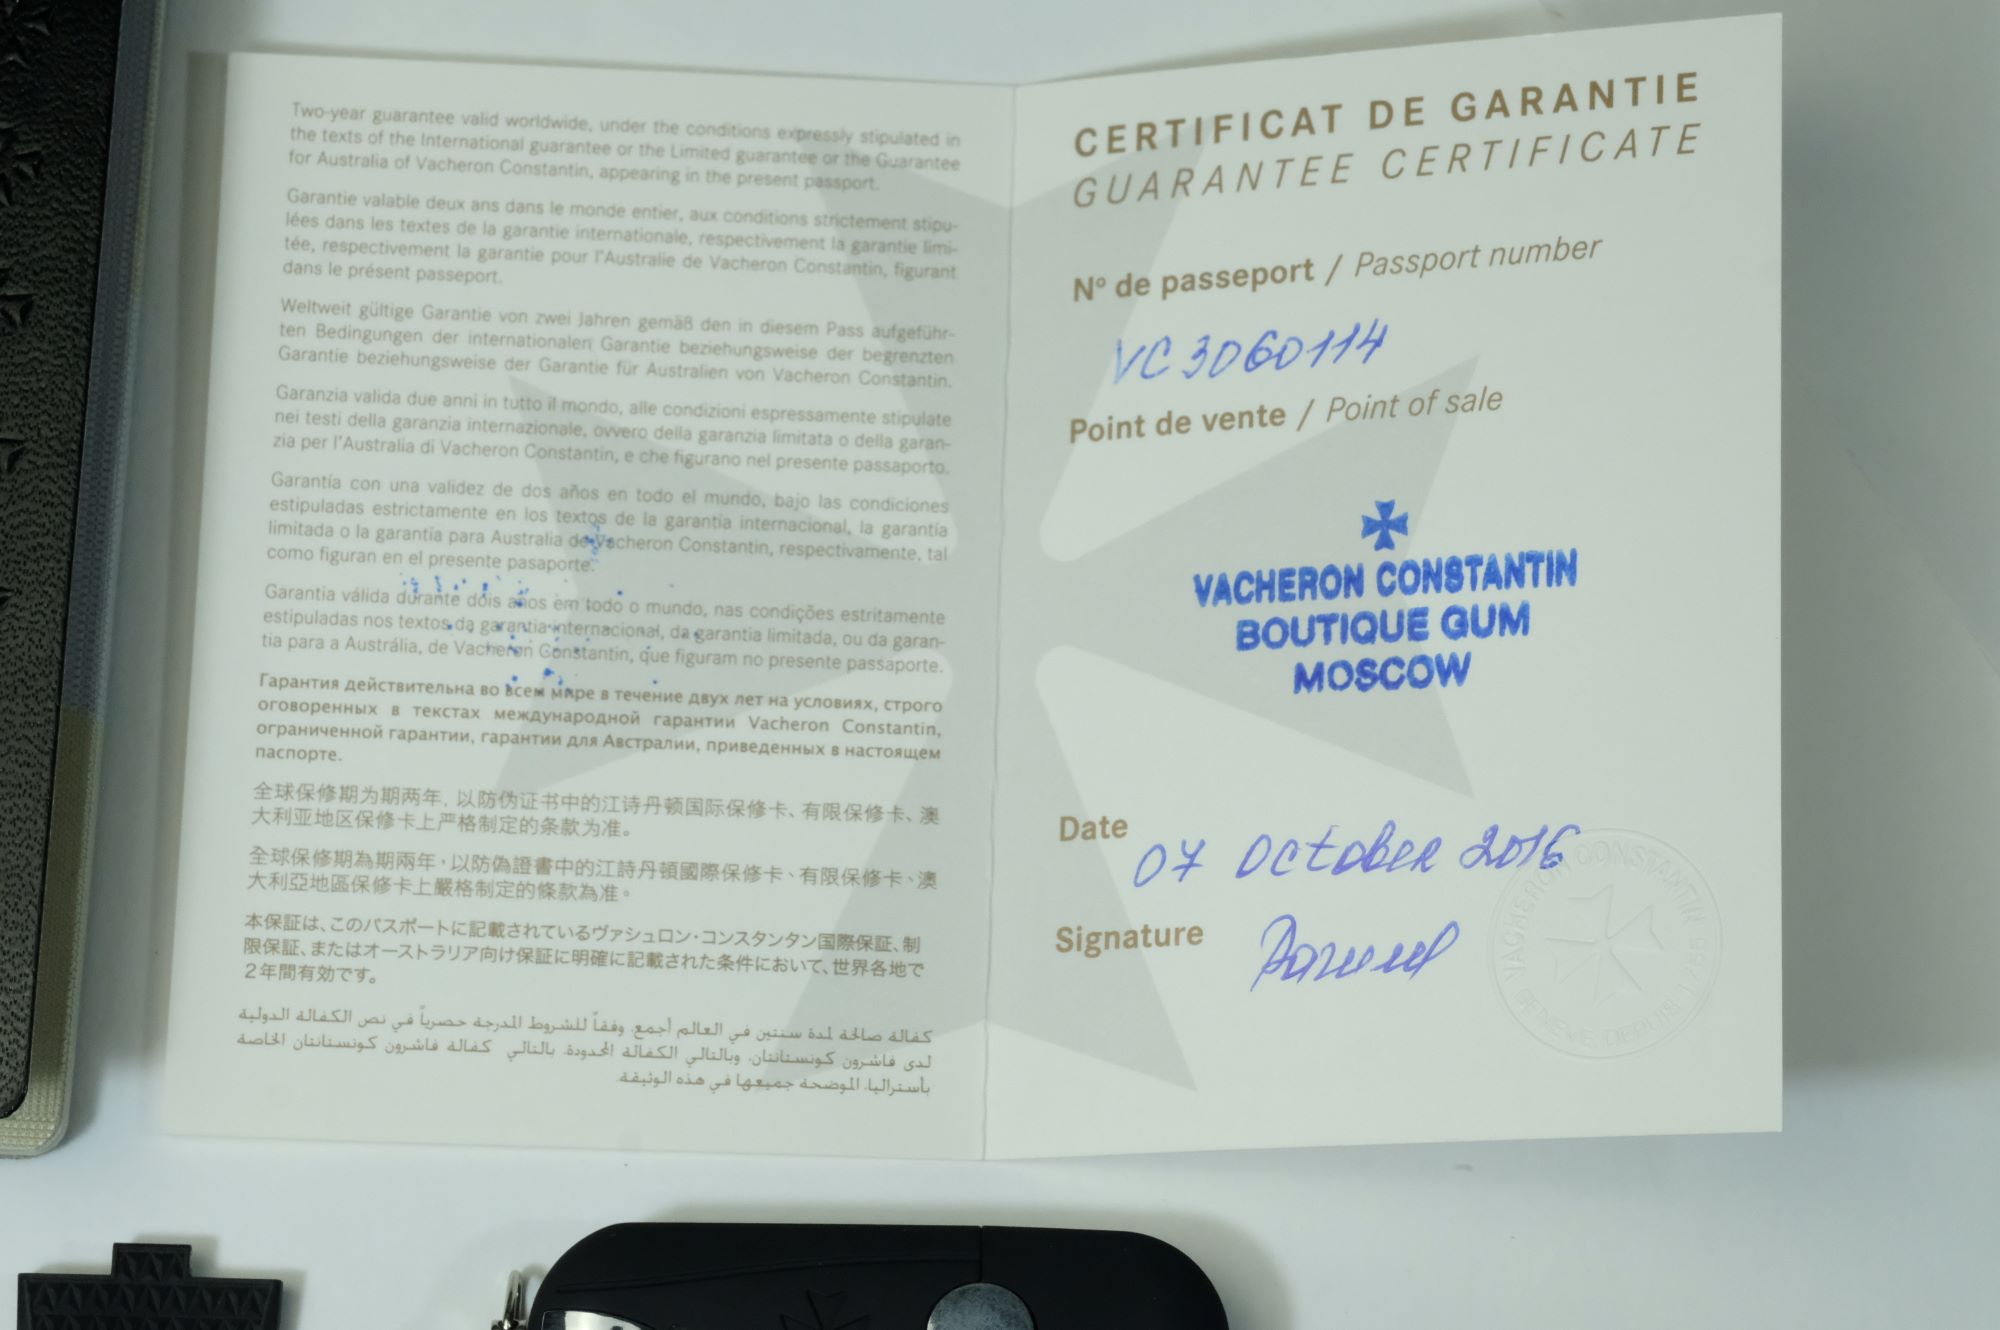 Two-year guarantee valid worldwide, under the conditions expressly stipulated in
the texts of the International guarantee or the Limited guarantee or the Guarantee
for Australia of Vacheron Constantin, appearing in the present passport.
Garantie valable deux ans dans le monde entier, aux conditions strictement stipu-
lées dans les textes de la garantie internationale, respectivement la garantie limi-
tée, respectivement la garantie pour l'Australie de Vacheron Constantin, figurant
dans le présent passeport.
Weltweit gültige Garantie von zwei Jahren gemäß den in diesem Pass aufgeführ-
ten Bedingungen der internationalen Garantie beziehungsweise der begrenzten
Garantie beziehungsweise der Garantie für Australien von Vacheron Constantin.
Garanzia valida due anni in tutto il mondo, alle condizioni espressamente stipulate
nei testi della garanzia internazionale, ovvero della garanzia limitata o della garan-
zia per l'Australia di Vacheron Constantin, e che figurano nel presente passaporto.
Garantía con una validez de dos años en todo el mundo, bajo las condiciones
estipuladas estrictamente en los textos de la garantía internacional, la garantía
limitada o la garantía para Australia de Vacheron Constantin, respectivamente, tal
como figuran en el presente pasaporte.
Garantia válida durante dois años em todo o mundo, nas condições estritamente
estipuladas nos textos da garantia internacional, da garantia limitada, ou da garan-
tia para a Austrália, de Vacheron Constantin, que figuram no presente passaporte.
Гарантия действительна во всем мире в течение двух лет на условиях, строго
оговоренных в текстах международной гарантии Vacheron Constantin,
ограниченной гарантии, гарантии для Австралии, приведенных в настоящем
паспорте.
全球保修期为期两年，以防伪证书中的江诗丹顿国际保修卡、有限保修卡、澳
大利亚地区保修卡上严格制定的条款为准。
全球保修期為期兩年，以防偽證書中的江詩丹頓國際保修卡、有限保修卡、澳
大利亞地區保修卡上嚴格制定的條款為准。
本保証は、このパスポートに記載されているヴァシュロン・コンスタンタン国際保証、制
限保証、またはオーストラリア向け保証に明確に記載された条件において、世界各地で
2年間有効です。
كفالة صالحة لمدة سنتين في العالم أجمع. وفقاً للشروط المدرجة حصرياً في نص الكفالة الدولية
لدى فاشرون كونستانتان. وبالتالي الكفالة المحدودة. بالتالي كفالة فاشرون كونستانتان الخاصة
بأستراليا. الموضحة جميعها في هذه الوثيقة.
CERTIFICAT DE GARANTIE
GUARANTEE CERTIFICATE
Nº de passeport / Passport number
VC3060114
Point de vente / Point of sale
VACHERON CONSTANTIN
BOUTIQUE GUM
MOSCOW
Date
07 October 2016
Signature
VACHERON CONSTANTIN
GENÈVE DEPUIS 1755